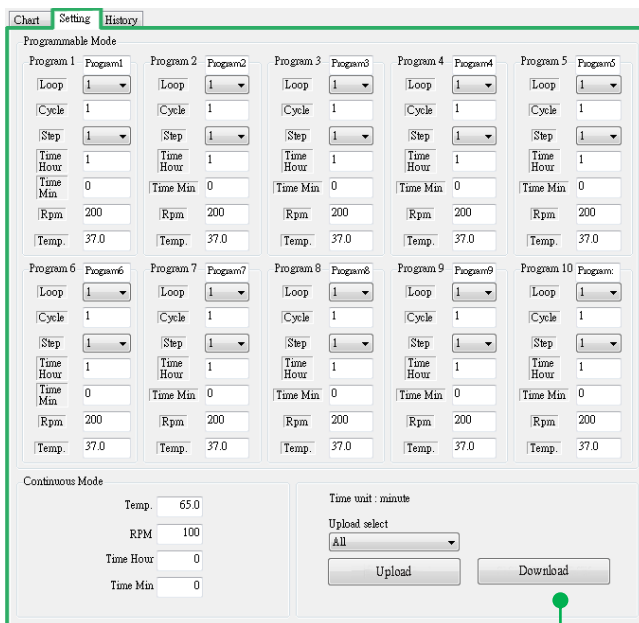 Chart Setting History
Programmable Mode
Program 1 Program1 Program 2 Program2 Program 3 Program3 Program 4 Program4 Program 5 Program5
Loop 1 Loop 1 Loop 1 Loop 1 Loop 1
Cycle 1 Cycle 1 Cycle 1 Cycle 1 Cycle 1
Step 1 Step 1 Step 1 Step 1 Step 1
Time Hour 1 Time Hour 1 Time Hour 1 Time Hour 1 Time Hour 1
Time Min 0 Time Min 0 Time Min 0 Time Min 0 Time Min 0
Rpm 200 Rpm 200 Rpm 200 Rpm 200 Rpm 200
Temp. 37.0 Temp. 37.0 Temp. 37.0 Temp. 37.0 Temp. 37.0
Program 6 Program6 Program 7 Program7 Program 8 Program8 Program 9 Program9 Program 10 Program:
Loop 1 Loop 1 Loop 1 Loop 1 Loop 1
Cycle 1 Cycle 1 Cycle 1 Cycle 1 Cycle 1
Step 1 Step 1 Step 1 Step 1 Step 1
Time Hour 1 Time Hour 1 Time Hour 1 Time Hour 1 Time Hour 1
Time Min 0 Time Min 0 Time Min 0 Time Min 0 Time Min 0
Rpm 200 Rpm 200 Rpm 200 Rpm 200 Rpm 200
Temp. 37.0 Temp. 37.0 Temp. 37.0 Temp. 37.0 Temp. 37.0
Continuous Mode
Temp. 65.0
RPM 100
Time Hour 0
Time Min 0
Time unit : minute
Upload select
All
Upload Download